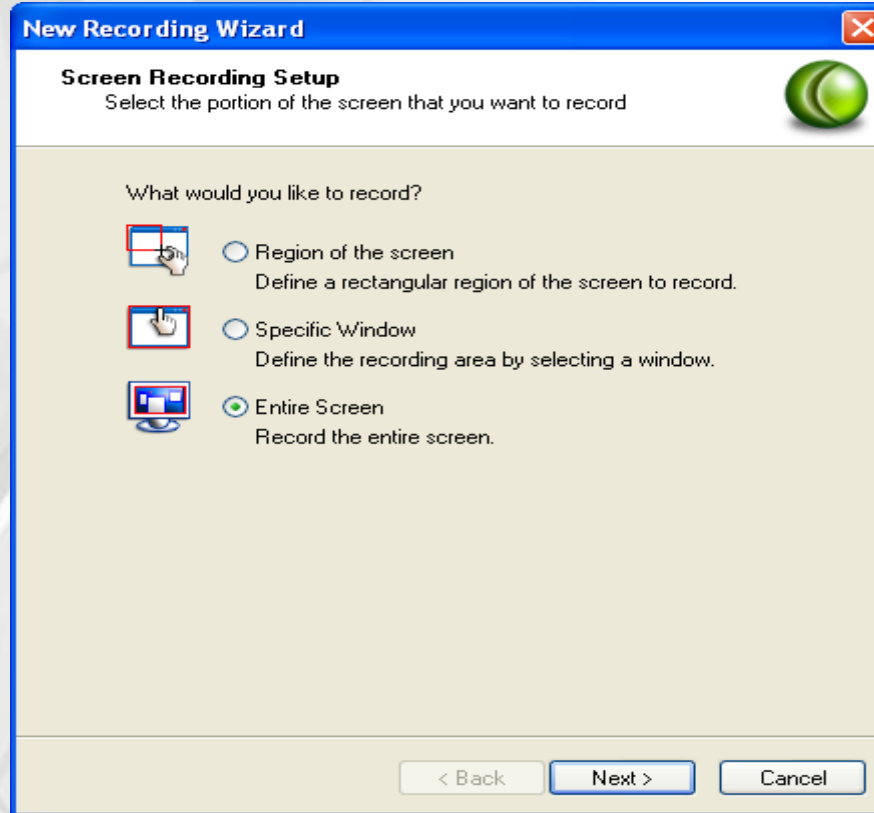 New Recording Wizard
Screen Recording Setup
Select the portion of the screen that you want to record
What would you like to record?
Region of the screen
Define a rectangular region of the screen to record.
Specific Window
Define the recording area by selecting a window.
Entire Screen
Record the entire screen.
< Back Next > Cancel